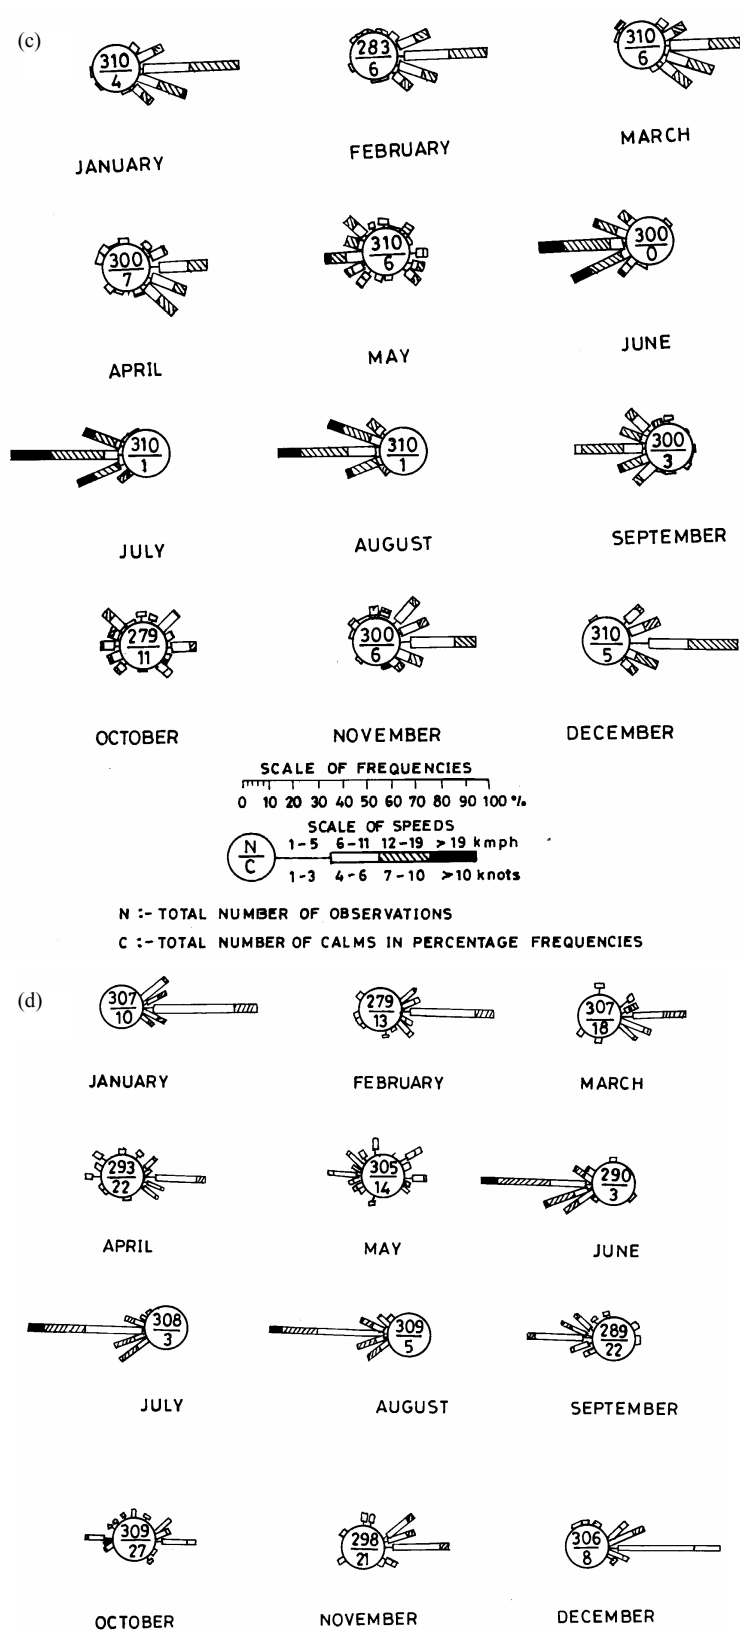 (c)
310 283 310
4 6 6
JANUARY FEBRUARY MARCH
300 310 300
7 6 0
APRIL MAY JUNE
310 310 300
1 1 3
JULY AUGUST SEPTEMBER
279 300 310
11 6 5
OCTOBER NOVEMBER DECEMBER
SCALE OF FREQUENCIES
0 10 20 30 40 50 60 70 80 90 100 %
SCALE OF SPEEDS
N 1-5 6-11 12-19 >19 kmph
C 1-3 4-6 7-10 >10 knots
N :- TOTAL NUMBER OF OBSERVATIONS
C :- TOTAL NUMBER OF CALMS IN PERCENTAGE FREQUENCIES
(d)
307 279 307
10 13 18
JANUARY FEBRUARY MARCH
293 305 290
22 14 3
APRIL MAY JUNE
308 309 289
3 5 22
JULY AUGUST SEPTEMBER
309 298 306
27 21 8
OCTOBER NOVEMBER DECEMBER